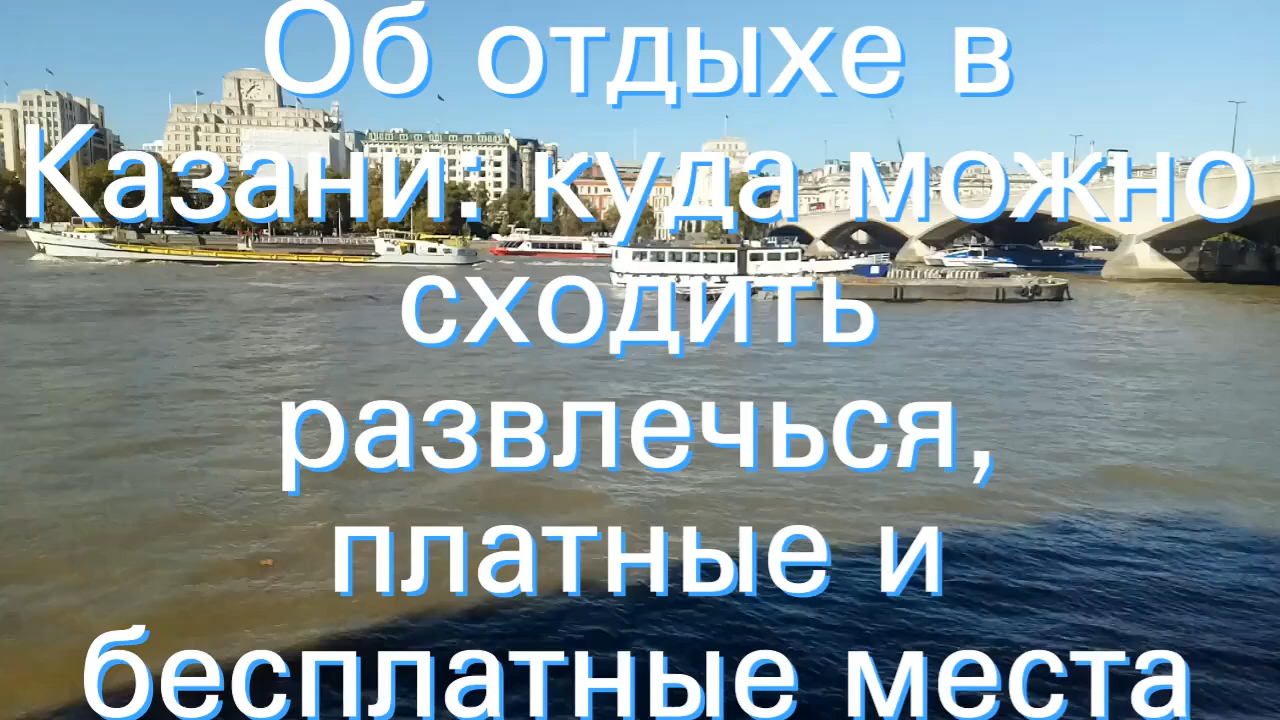 Об отдыхе в
Казани: куда можно
сходить
развлечься,
платные и
бесплатные места